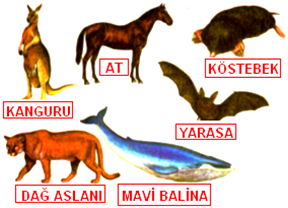 AT
KÖSTEBEK
KANGURU
YARASA
DAĞ ASLANI
MAVİ BALİNA